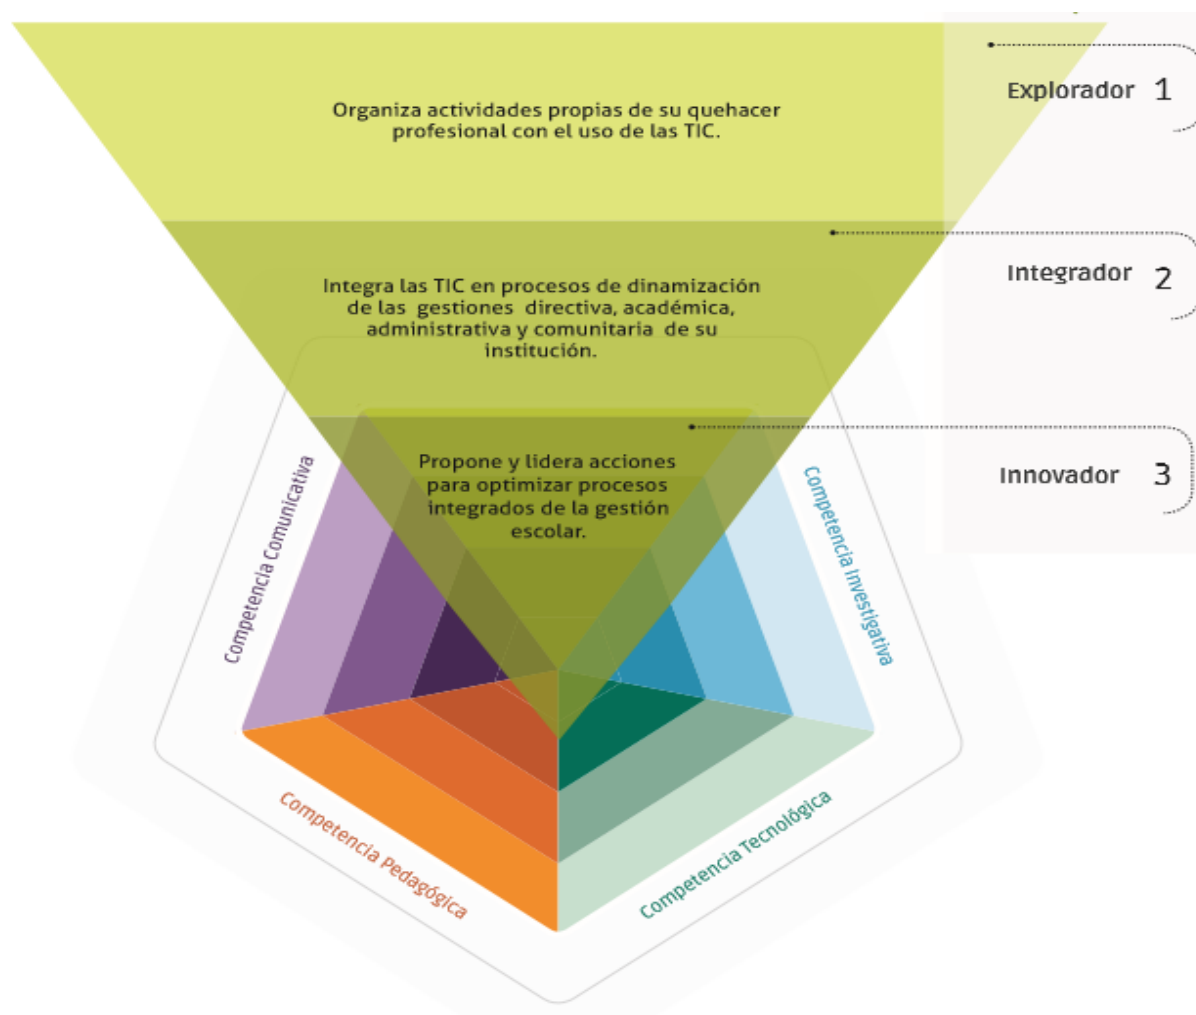 Organiza actividades propias de su quehacer
profesional con el uso de las TIC.
Explorador 1
Integra las TIC en procesos de dinamización
de las gestiones directiva, académica,
administrativa y comunitaria de su
institución.
Integrador 2
Propone y lidera acciones
para optimizar procesos
integrados de la gestión
escolar.
Innovador 3
Competencia Comunicativa
Competencia Investigativa
Competencia Pedagógica
Competencia Tecnológica